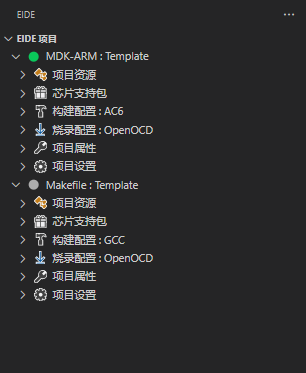 EIDE
EIDE 项目
MDK-ARM : Template
项目资源
芯片支持包
构建配置 : AC6
烧录配置 : OpenOCD
项目属性
项目设置
Makefile : Template
项目资源
芯片支持包
构建配置 : GCC
烧录配置 : OpenOCD
项目属性
项目设置